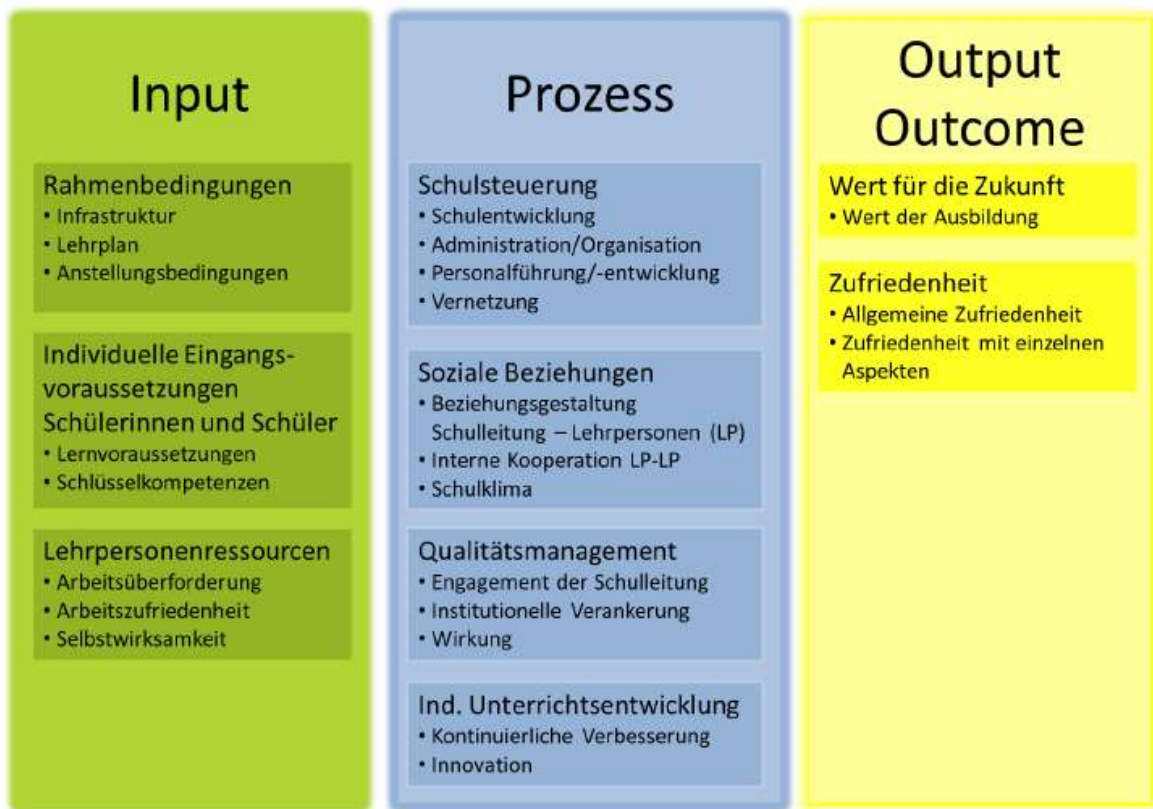 Input
Rahmenbedingungen
• Infrastruktur
• Lehrplan
• Anstellungsbedingungen
Individuelle Eingangs-
voraussetzungen
Schülerinnen und Schüler
• Lernvoraussetzungen
• Schlüsselkompetenzen
Lehrpersonenressourcen
• Arbeitsüberforderung
• Arbeitszufriedenheit
• Selbstwirksamkeit
Prozess
Schulsteuerung
• Schulentwicklung
• Administration/Organisation
• Personalführung/-entwicklung
• Vernetzung
Soziale Beziehungen
• Beziehungsgestaltung
Schulleitung – Lehrpersonen (LP)
• Interne Kooperation LP-LP
• Schulklima
Qualitätsmanagement
• Engagement der Schulleitung
• Institutionelle Verankerung
• Wirkung
Ind. Unterrichtsentwicklung
• Kontinuierliche Verbesserung
• Innovation
Output
Outcome
Wert für die Zukunft
• Wert der Ausbildung
Zufriedenheit
• Allgemeine Zufriedenheit
• Zufriedenheit mit einzelnen
Aspekten